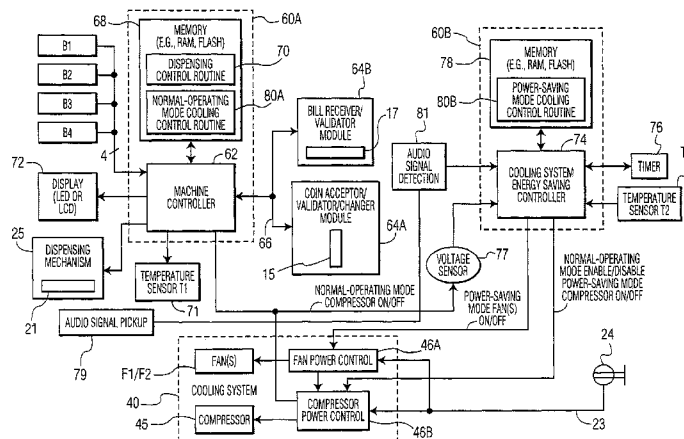 68
60A
MEMORY
(E.G., RAM, FLASH)
70
DISPENSING
CONTROL ROUTINE
80A
NORMAL-OPERATING
MODE COOLING
CONTROL ROUTINE
B1
B2
B3
B4
4
62
MACHINE
CONTROLLER
72
DISPLAY
(LED OR
LCD)
25
DISPENSING
MECHANISM
21
TEMPERATURE
SENSOR T1
71
AUDIO SIGNAL PICKUP
79
64B
BILL RECEIVER/
VALIDATOR
MODULE
17
COIN ACCEPTOR/
VALIDATOR/CHANGER
MODULE
64A
15
66
81
AUDIO
SIGNAL
DETECTION
60B
78
MEMORY
(E.G., RAM, FLASH)
80B
POWER-SAVING
MODE COOLING
CONTROL ROUTINE
74
COOLING SYSTEM
ENERGY SAVING
CONTROLLER
76
TIMER
TEMPERATURE
SENSOR T2
VOLTAGE
SENSOR
77
NORMAL-OPERATING
MODE COMPRESSOR
ON/OFF
POWER-SAVING
MODE FAN(S)
ON/OFF
NORMAL-OPERATING
MODE ENABLE/DISABLE
POWER-SAVING MODE
COMPRESSOR ON/OFF
24
23
46A
FAN POWER CONTROL
FAN(S)
F1/F2
COOLING SYSTEM
40
COMPRESSOR
45
COMPRESSOR
POWER CONTROL
46B